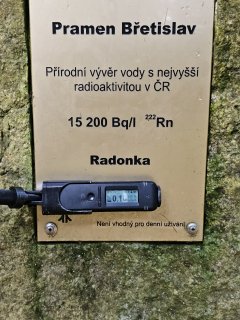 Pramen Břetislav
Přírodní vývěr vody s nejvyšší
radioaktivitou v ČR
15 200 Bq/l ²²²Rn
Radonka
Není vhodný pro denní užívání